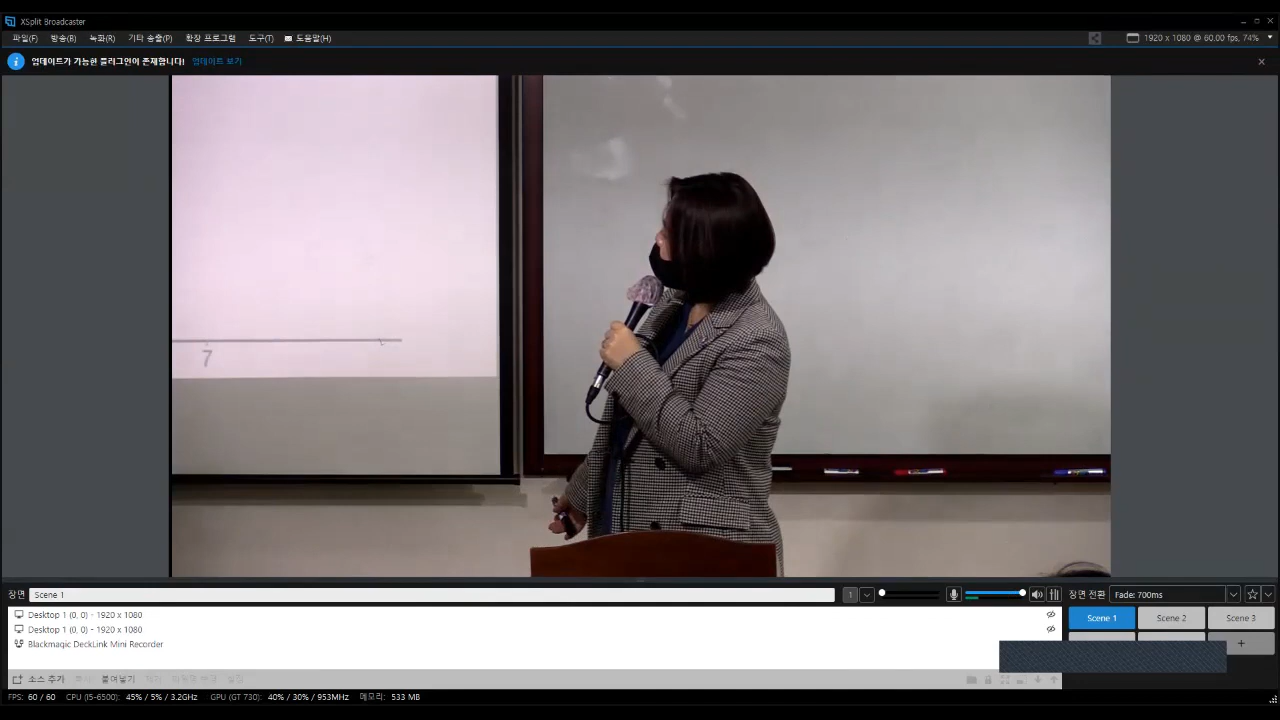 XSplit Broadcaster
파일(F) 방송(B) 녹화(R) 기타 송출(P) 확장 프로그램 도구(T) 도움말(H) 1920 x 1080 @ 60.00 fps, 74%
업데이트가 가능한 플러그인이 존재합니다! 업데이트 보기
7
장면 Scene 1 1 장면 전환 Fade: 700ms
Desktop 1 (0, 0) - 1920 x 1080
Desktop 1 (0, 0) - 1920 x 1080
Blackmagic DeckLink Mini Recorder
Scene 1 Scene 2 Scene 3
소스 추가 붙여넣기
FPS: 60 / 60 CPU (I5-6500): 45% / 5% / 3.2GHz GPU (GT 730): 40% / 30% / 953MHz 메모리: 533 MB